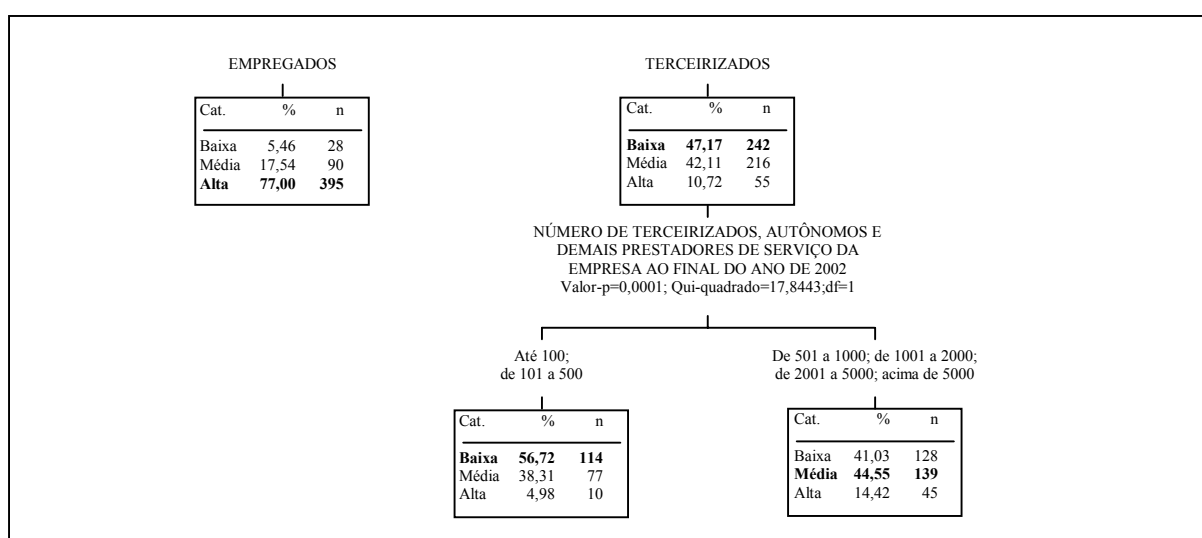 EMPREGADOS
Cat. % n
Baixa 5,46 28
Média 17,54 90
Alta 77,00 395
TERCEIRIZADOS
Cat. % n
Baixa 47,17 242
Média 42,11 216
Alta 10,72 55
NÚMERO DE TERCEIRIZADOS, AUTÔNOMOS E
DEMAIS PRESTADORES DE SERVIÇO DA
EMPRESA AO FINAL DO ANO DE 2002
Valor-p=0,0001; Qui-quadrado=17,8443;df=1
Até 100;
de 101 a 500
Cat. % n
Baixa 56,72 114
Média 38,31 77
Alta 4,98 10
De 501 a 1000; de 1001 a 2000;
de 2001 a 5000; acima de 5000
Cat. % n
Baixa 41,03 128
Média 44,55 139
Alta 14,42 45